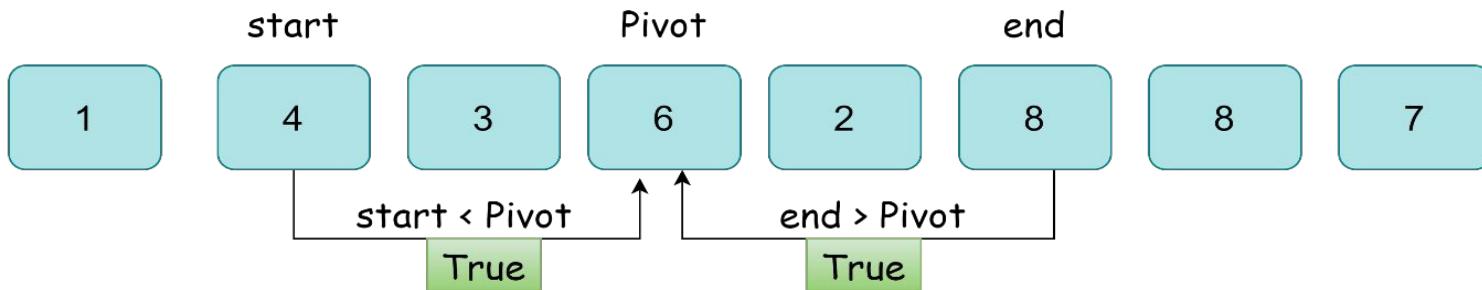 start Pivot end
1 4 3 6 2 8 8 7
start < Pivot end > Pivot
True True